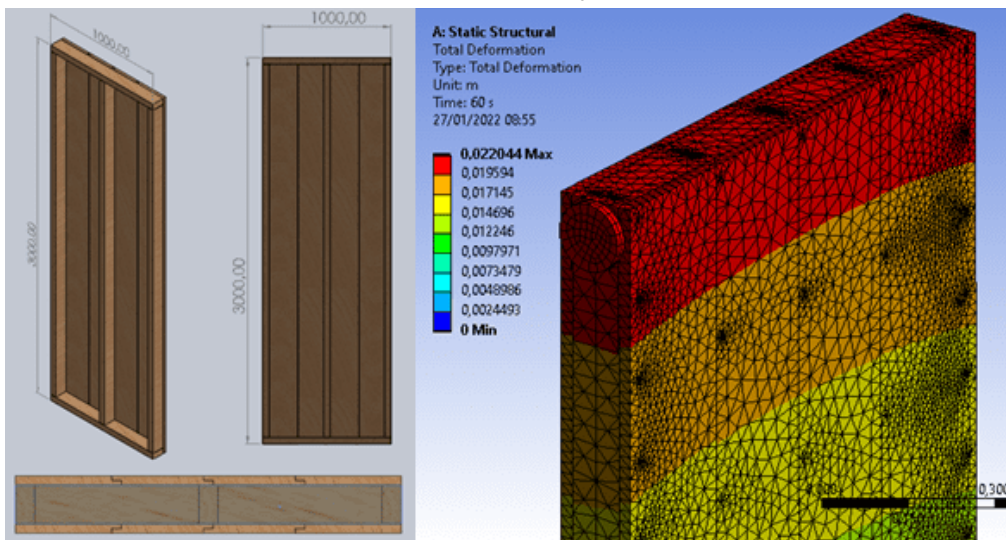 1000,00
3000,00
1000,00
3000,00
A: Static Structural
Total Deformation
Type: Total Deformation
Unit: m
Time: 60 s
27/01/2022 08:55
0,022044 Max
0,019594
0,017145
0,014696
0,012246
0,0097971
0,0073479
0,0048986
0,0024493
0 Min
0,300